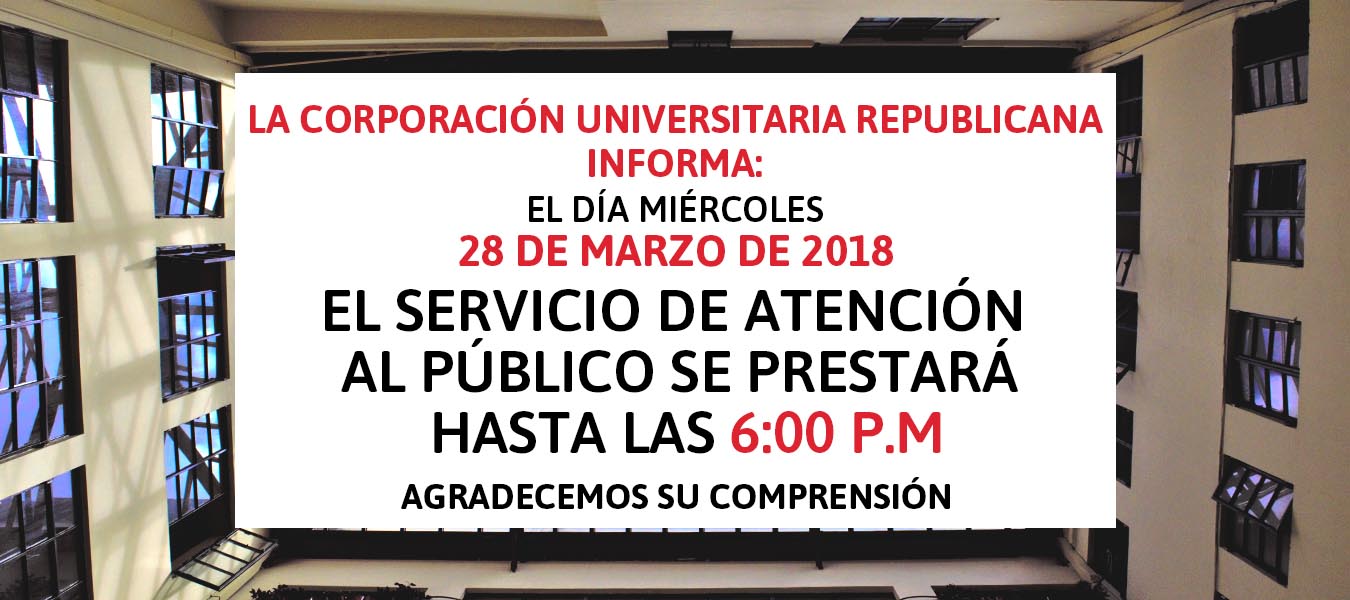 LA CORPORACIÓN UNIVERSITARIA REPUBLICANA
INFORMA:
EL DÍA MIÉRCOLES
28 DE MARZO DE 2018
EL SERVICIO DE ATENCIÓN
AL PÚBLICO SE PRESTARÁ
HASTA LAS 6:00 P.M
AGRADECEMOS SU COMPRENSIÓN